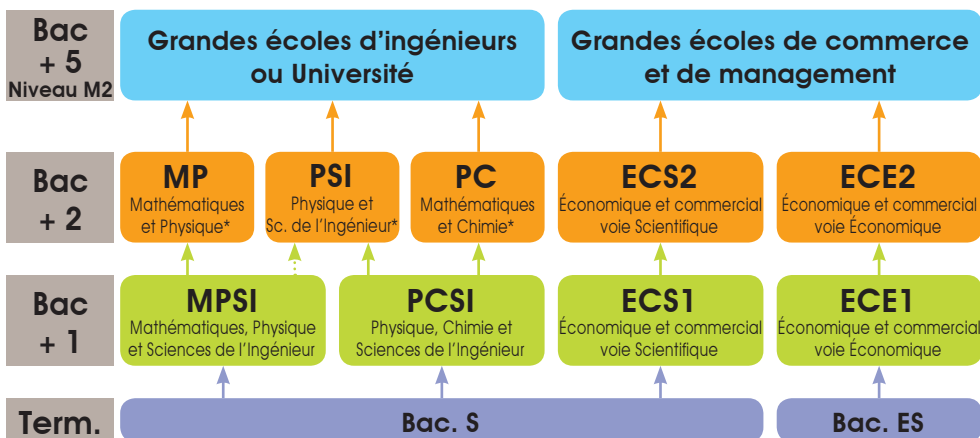 Bac
+ 5
Niveau M2
Grandes écoles d'ingénieurs
ou Université
Grandes écoles de commerce
et de management
Bac
+ 2
MP
Mathématiques
et Physique*
PSI
Physique et
Sc. de l'Ingénieur*
PC
Mathématiques
et Chimie*
ECS2
Économique et commercial
voie Scientifique
ECE2
Économique et commercial
voie Économique
Bac
+ 1
MPSI
Mathématiques, Physique
et Sciences de l'Ingénieur
PCSI
Physique, Chimie et
Sciences de l'Ingénieur
ECS1
Économique et commercial
voie Scientifique
ECE1
Économique et commercial
voie Économique
Term.
Bac. S
Bac. ES